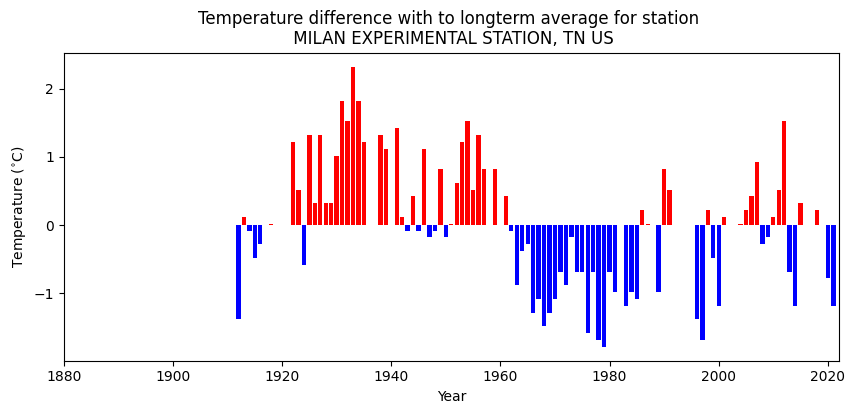 Temperature difference with to longterm average for station
MILAN EXPERIMENTAL STATION, TN US
Temperature (°C)
2
1
0
−1
1880 1900 1920 1940 1960 1980 2000 2020
Year